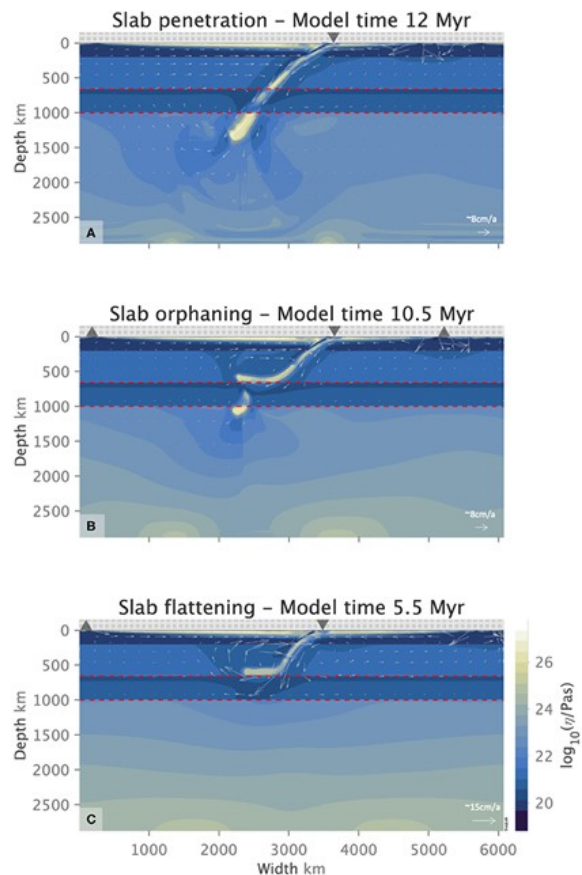 Slab penetration – Model time 12 Myr
0
500
1000
1500
2000
2500
Depth km
A
~8cm/a
Slab orphaning – Model time 10.5 Myr
0
500
1000
1500
2000
2500
Depth km
B
~8cm/a
Slab flattening – Model time 5.5 Myr
0
500
1000
1500
2000
2500
Depth km
C
~15cm/a
26
24
22
20
log10(η/Pas)
1000 2000 3000 4000 5000 6000
Width km